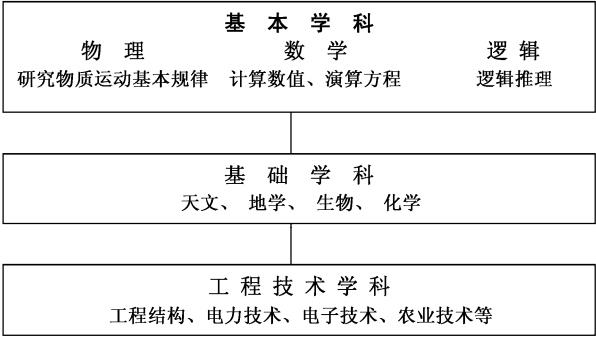 基本学科
物理 数学 逻辑
研究物质运动基本规律 计算数值、演算方程 逻辑推理
基础学科
天文、地学、生物、化学
工程技术学科
工程结构、电力技术、电子技术、农业技术等